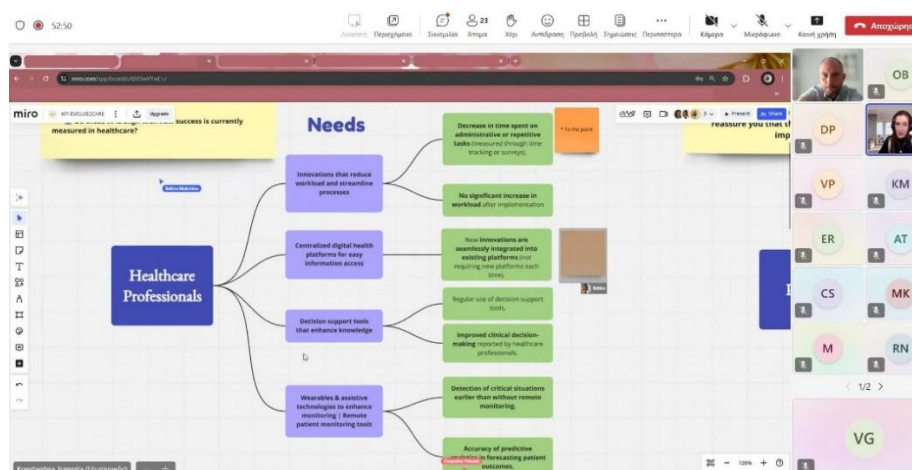 52:50
Περιεχόμενο
Συνομιλία
23
Άτομα
Χέρι
Αντίδραση
Προβολή
Σημειώσεις
Περισσότερα
Κάμερα
Μικρόφωνο
Κοινή χρήση
miro
Upgrade
Present
Share
success is currently
measured in healthcare?
Needs
reassure you that
Healthcare
Professionals
Innovations that reduce
workload and streamline
processes
Decrease in time spent on
administrative or repetitive
tasks (measures) through time
tracking or surveys).
No significant increase in
workload after implementation
Centralized digital health
platforms for easy
information access
New innovations are
seamlessly integrated into
existing platforms (not
requiring new platforms each
time).
Decision support tools
that enhance knowledge
Regular use of decision support
tools.
Improved clinical decision-
making reported by healthcare
professionals.
Wearables & assistive
technologies to enhance
monitoring | Remote
patient monitoring tools
Detection of critical situations
earlier than without remote
monitoring.
Accuracy of predictive
in forecasting patient
outcomes.
OB
DP
VP
KM
ER
AT
CS
MK
M
RN
1/2
VG